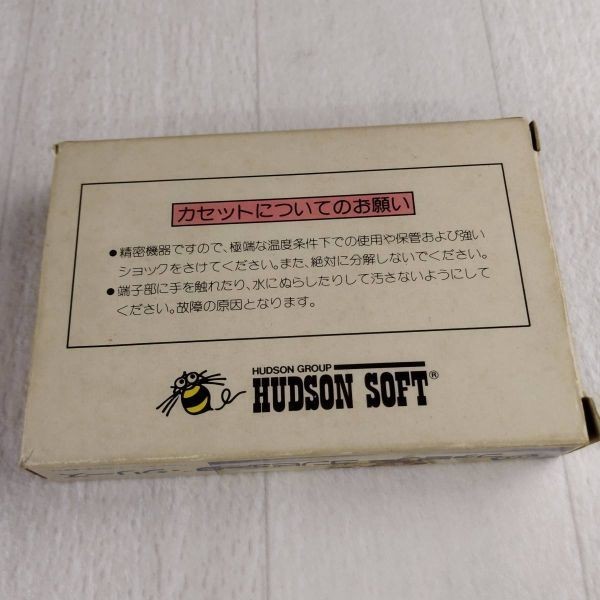 カセットについてのお願い
●精密機器ですので、極端な温度条件下での使用や保管および強い
ショックをさけてください。また、絶対に分解しないでください。
●端子部に手を触れたり、水にぬらしたりして汚さないようにして
ください。故障の原因となります。
HUDSON GROUP
HUDSON SOFT®